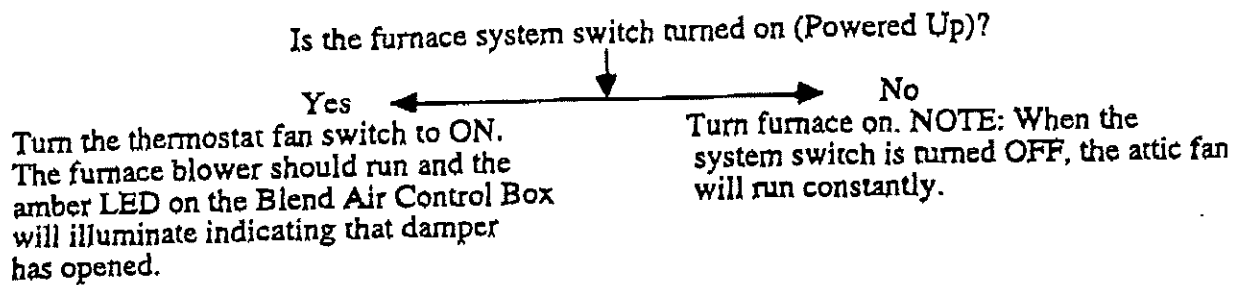 Is the furnace system switch turned on (Powered Up)?
Yes
Turn the thermostat fan switch to ON.
The furnace blower should run and the
amber LED on the Blend Air Control Box
will illuminate indicating that damper
has opened.
No
Turn furnace on. NOTE: When the
system switch is turned OFF, the attic fan
will run constantly.